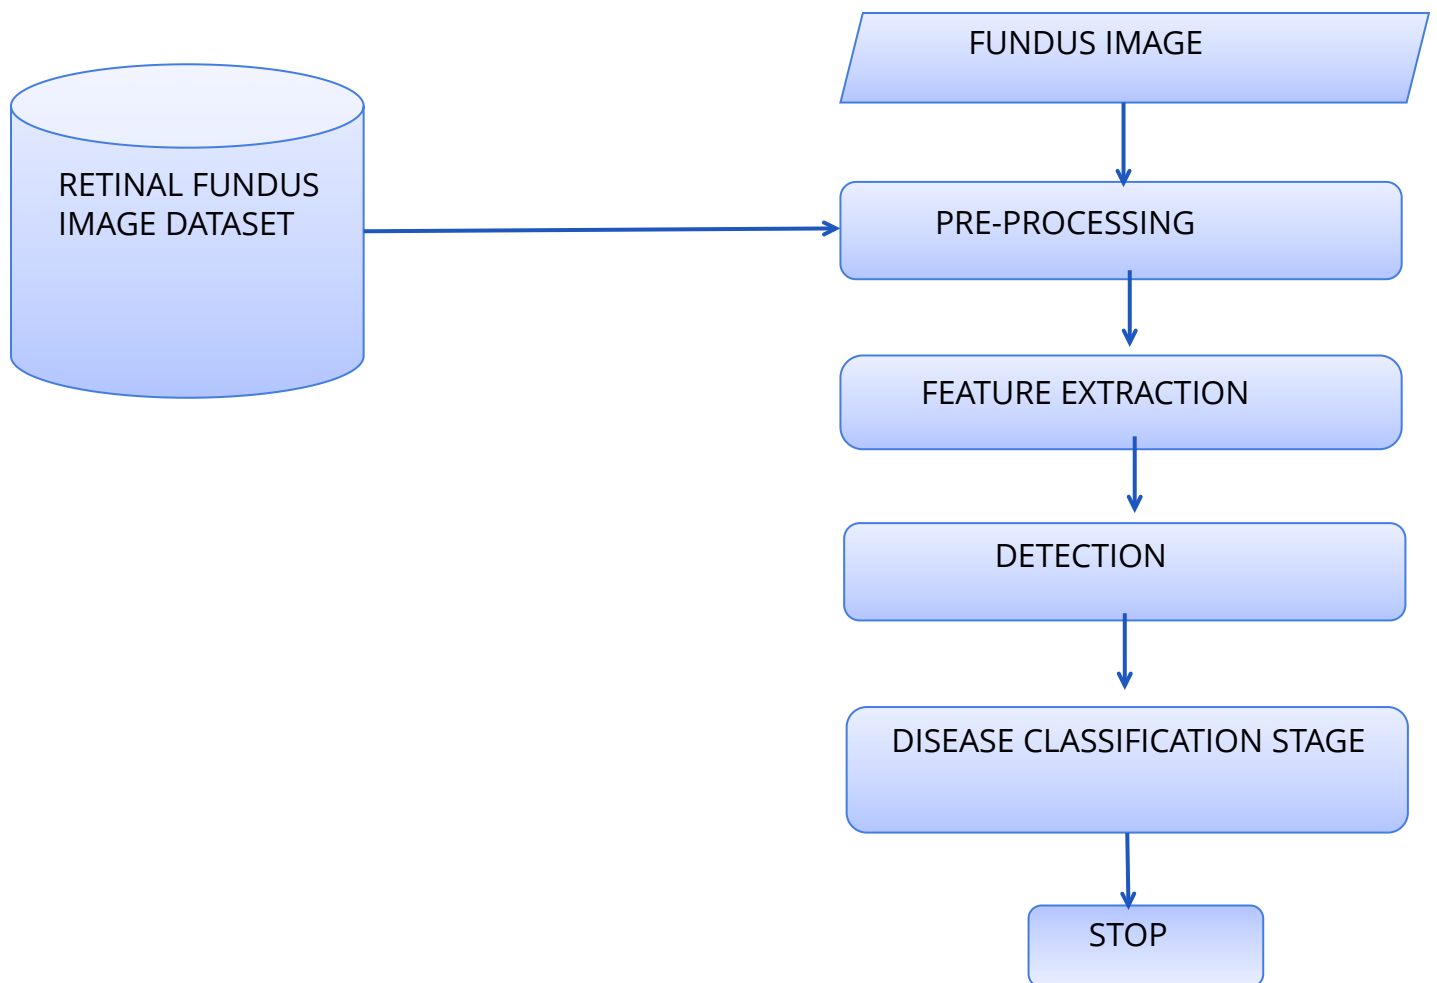 FUNDUS IMAGE
RETINAL FUNDUS
IMAGE DATASET
PRE-PROCESSING
FEATURE EXTRACTION
DETECTION
DISEASE CLASSIFICATION STAGE
STOP